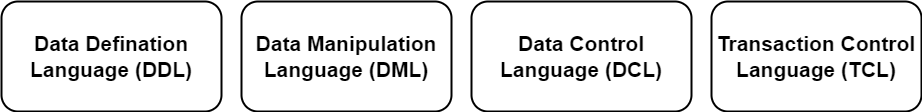 Data Defination
Language (DDL)
Data Manipulation
Language (DML)
Data Control
Language (DCL)
Transaction Control
Language (TCL)